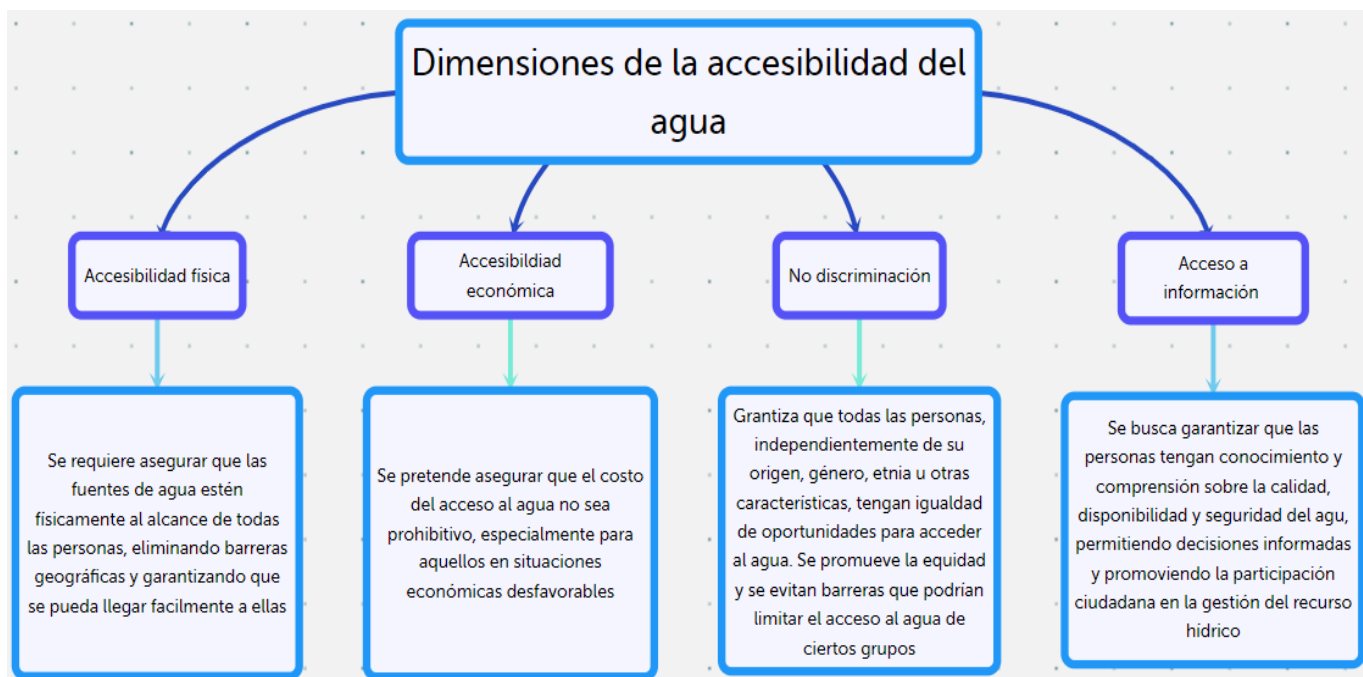 Dimensiones de la accesibilidad del
agua
Accesibilidad física
Accesibildiad
económica
No discriminación
Acceso a
información
Se requiere asegurar que las
fuentes de agua estén
físicamente al alcance de todas
las personas, eliminando barreras
geográficas y garantizando que
se pueda llegar facilmente a ellas
Se pretende asegurar que el costo
del acceso al agua no sea
prohibitivo, especialmente para
aquellos en situaciones
económicas desfavorables
Grantiza que todas las personas,
independientemente de su
origen, género, etnia u otras
características, tengan igualdad
de oportunidades para acceder
al agua. Se promueve la equidad
y se evitan barreras que podrían
limitar el acceso al agua de
ciertos grupos
Se busca garantizar que las
personas tengan conocimiento y
comprensión sobre la calidad,
disponibilidad y seguridad del agu,
permitiendo decisiones informadas
y promoviendo la participación
ciudadana en la gestión del recurso
hídrico